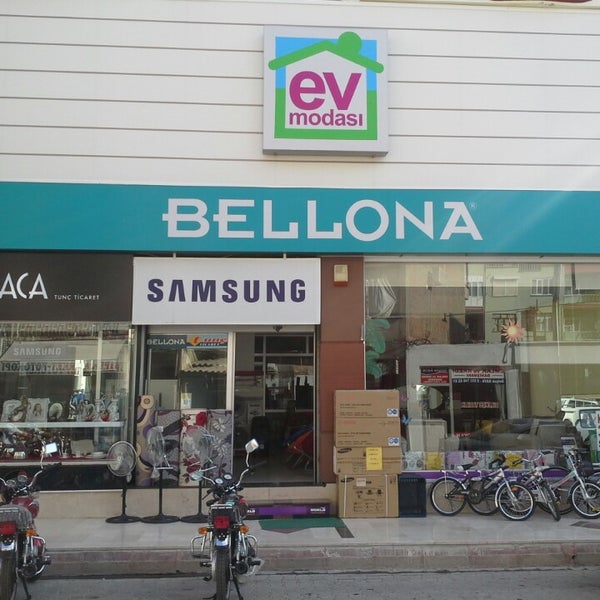 ev
modası
BELLONA
ACA
TUNÇ TİCARET
SAMSUNG
SAMSUNG
BELLONA